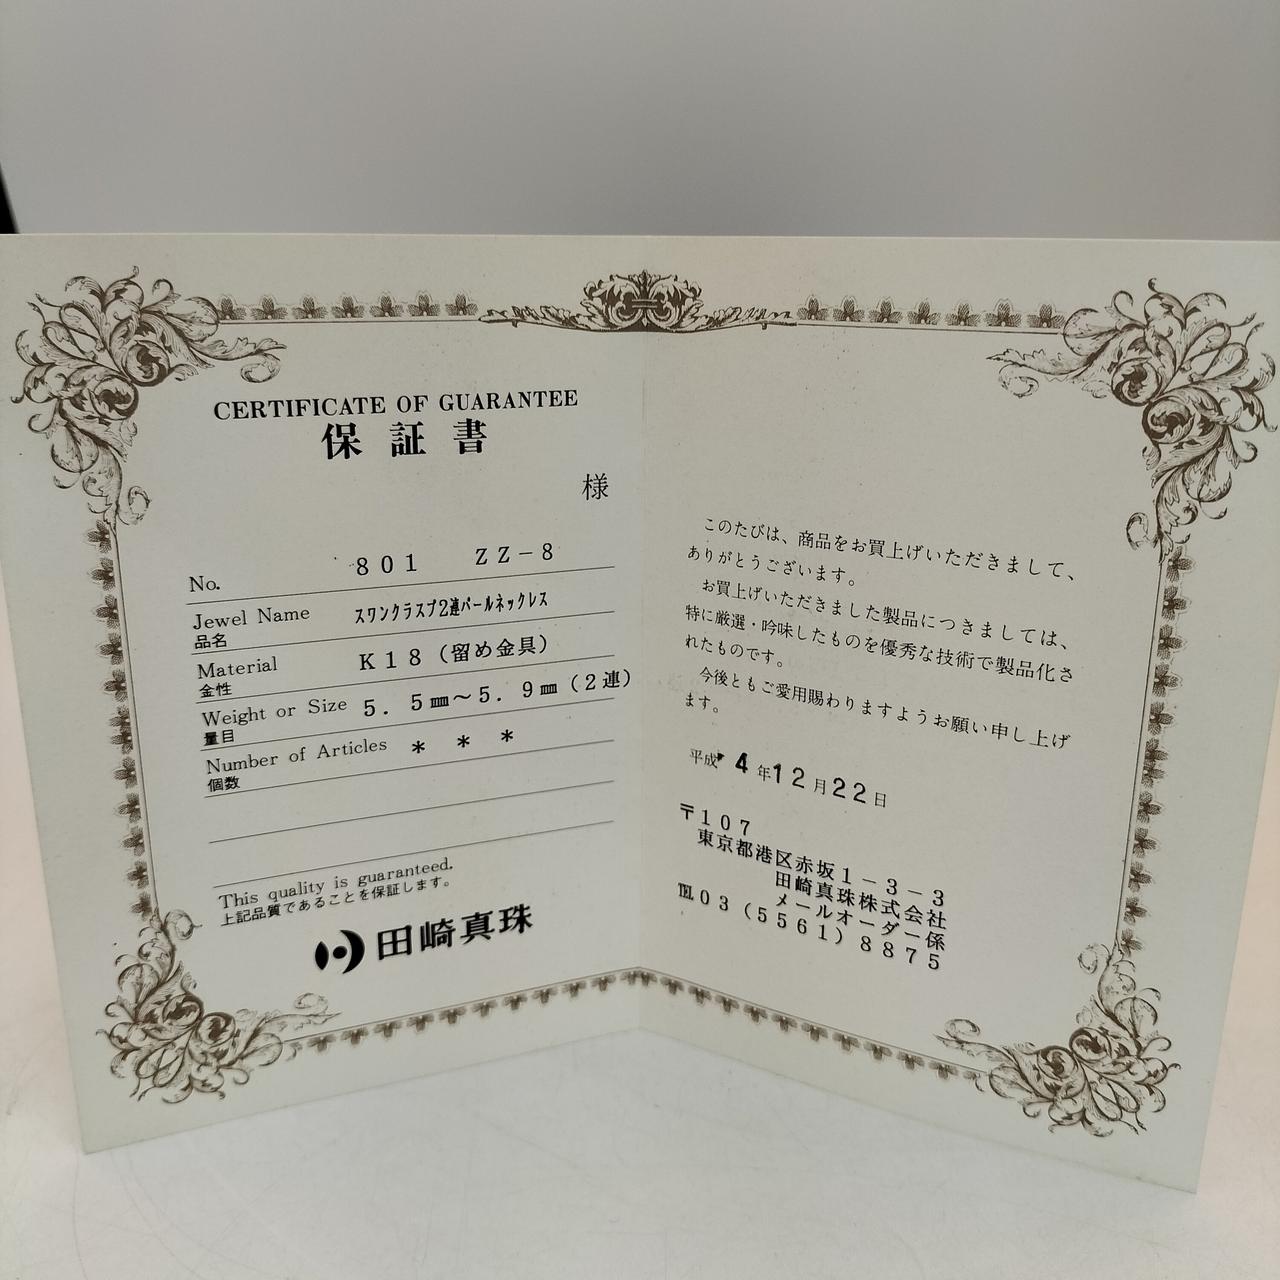 CERTIFICATE OF GUARANTEE
保証書
様
No. 801 ZZ-8
Jewel Name 品名 スワンクラスプ2連パールネックレス
Material 金性 K18(留め金具)
Weight or Size 量目 5.5㎜～5.9㎜(2連)
Number of Articles 個数 ＊ ＊ ＊
This quality is guaranteed.
上記品質であることを保証します。
田崎真珠
このたびは、商品をお買上げいただきまして、
ありがとうございます。
お買上げいただきました製品につきましては、
特に厳選・吟味したものを優秀な技術で製品化さ
れたものです。
今後ともご愛用賜わりますようお願い申し上げ
ます。
平成 4年12月22日
〒107
東京都港区赤坂1－3－3
田崎真珠株式会社
メールオーダー係
℡03(5561)8875